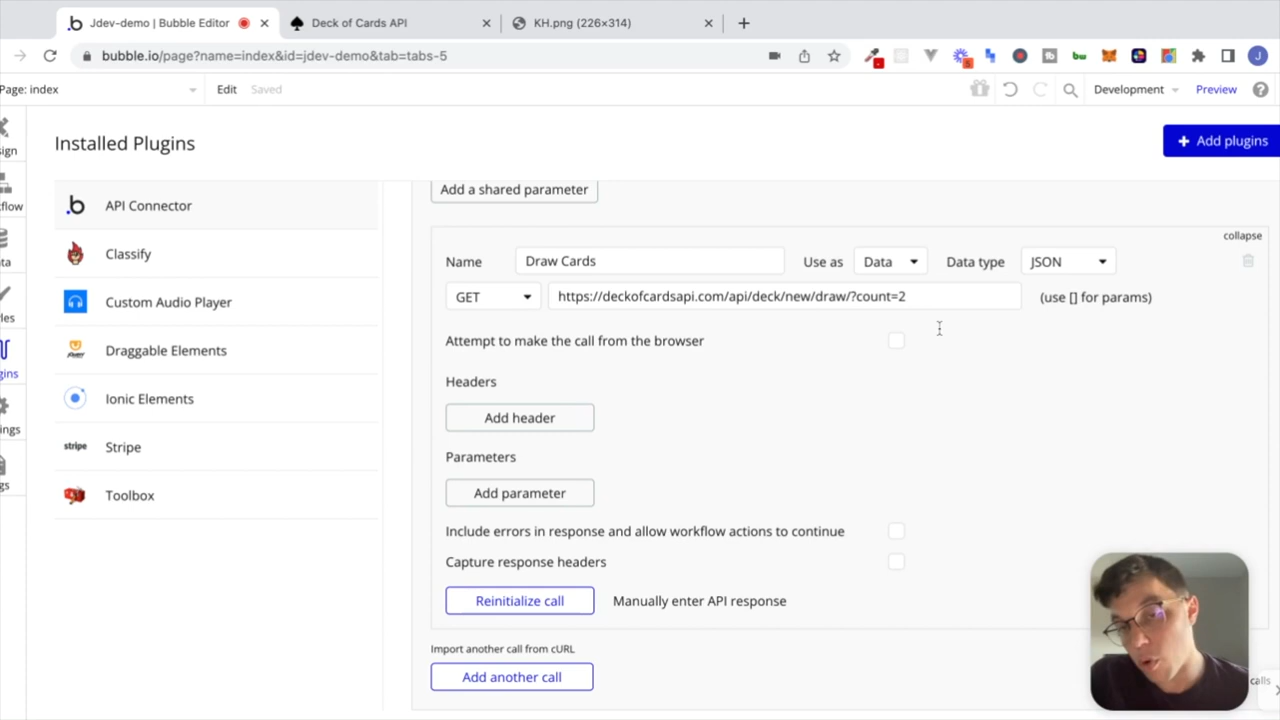 Jdev-demo | Bubble Editor
Deck of Cards API
KH.png (226×314)
bubble.io/page?name=index&id=jdev-demo&tab=tabs-5
Page: index
Edit
Saved
Development
Preview
Installed Plugins
Add plugins
API Connector
Classify
Custom Audio Player
Draggable Elements
Ionic Elements
stripe
Stripe
Toolbox
Add a shared parameter
collapse
Name
Draw Cards
Use as
Data
Data type
JSON
GET
https://deckofcardsapi.com/api/deck/new/draw/?count=2
(use [] for params)
Attempt to make the call from the browser
Headers
Add header
Parameters
Add parameter
Include errors in response and allow workflow actions to continue
Capture response headers
Reinitialize call
Manually enter API response
Import another call from cURL
Add another call
calls